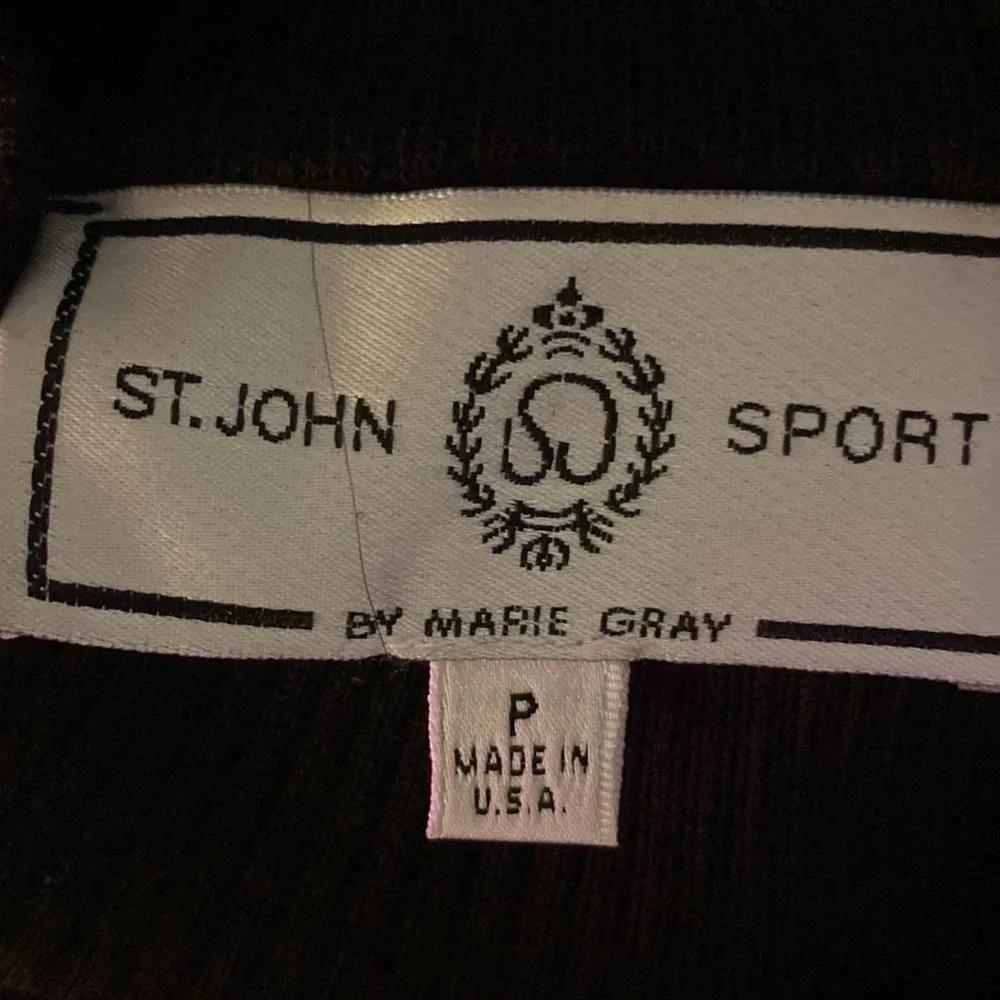 ST. JOHN SPORT
BY MARIE GRAY
P
MADE IN
U.S.A.